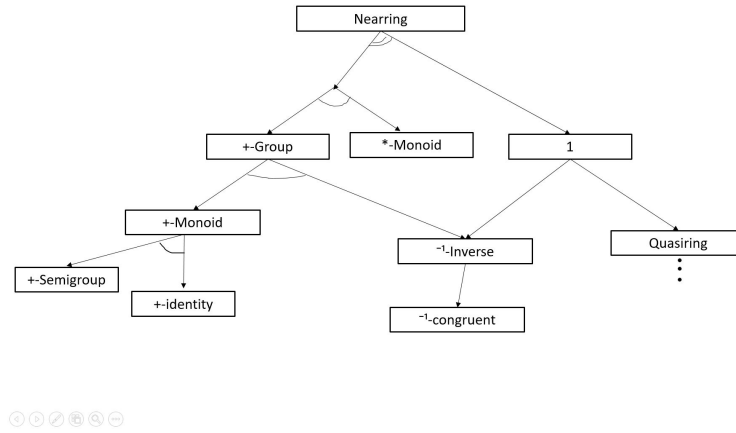 Nearring
+-Group
*-Monoid
1
+-Monoid
⁻¹-Inverse
Quasiring
+-Semigroup
+-identity
⁻¹-congruent